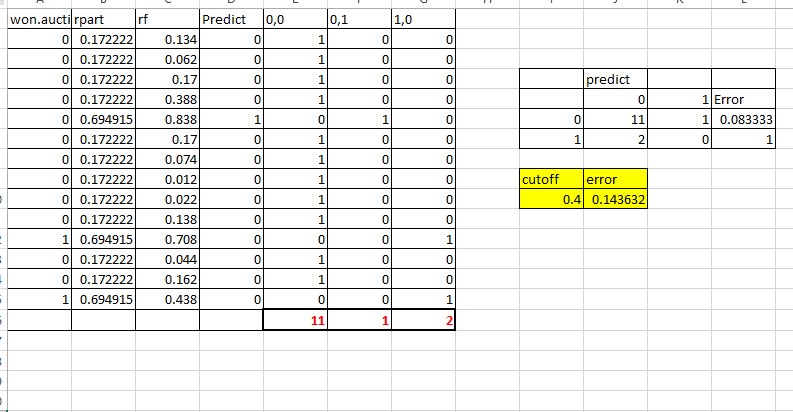 won.aucti rpart rf Predict 0,0 0,1 1,0
0 0.172222 0.134 0 1 0 0
0 0.172222 0.062 0 1 0 0
0 0.172222 0.17 0 1 0 0
predict
0 0.172222 0.388 0 1 0 0
0 1 Error
0 0.694915 0.838 1 0 1 0
0 11 1 0.083333
0 0.172222 0.17 0 1 0 0
1 2 0 1
0 0.172222 0.074 0 1 0 0
0 0.172222 0.012 0 1 0 0
cutoff error
0 0.172222 0.022 0 1 0 0
0.4 0.143632
0 0.172222 0.138 0 1 0 0
1 0.694915 0.708 0 0 0 1
0 0.172222 0.044 0 1 0 0
0 0.172222 0.162 0 1 0 0
1 0.694915 0.438 0 0 0 1
11 1 2